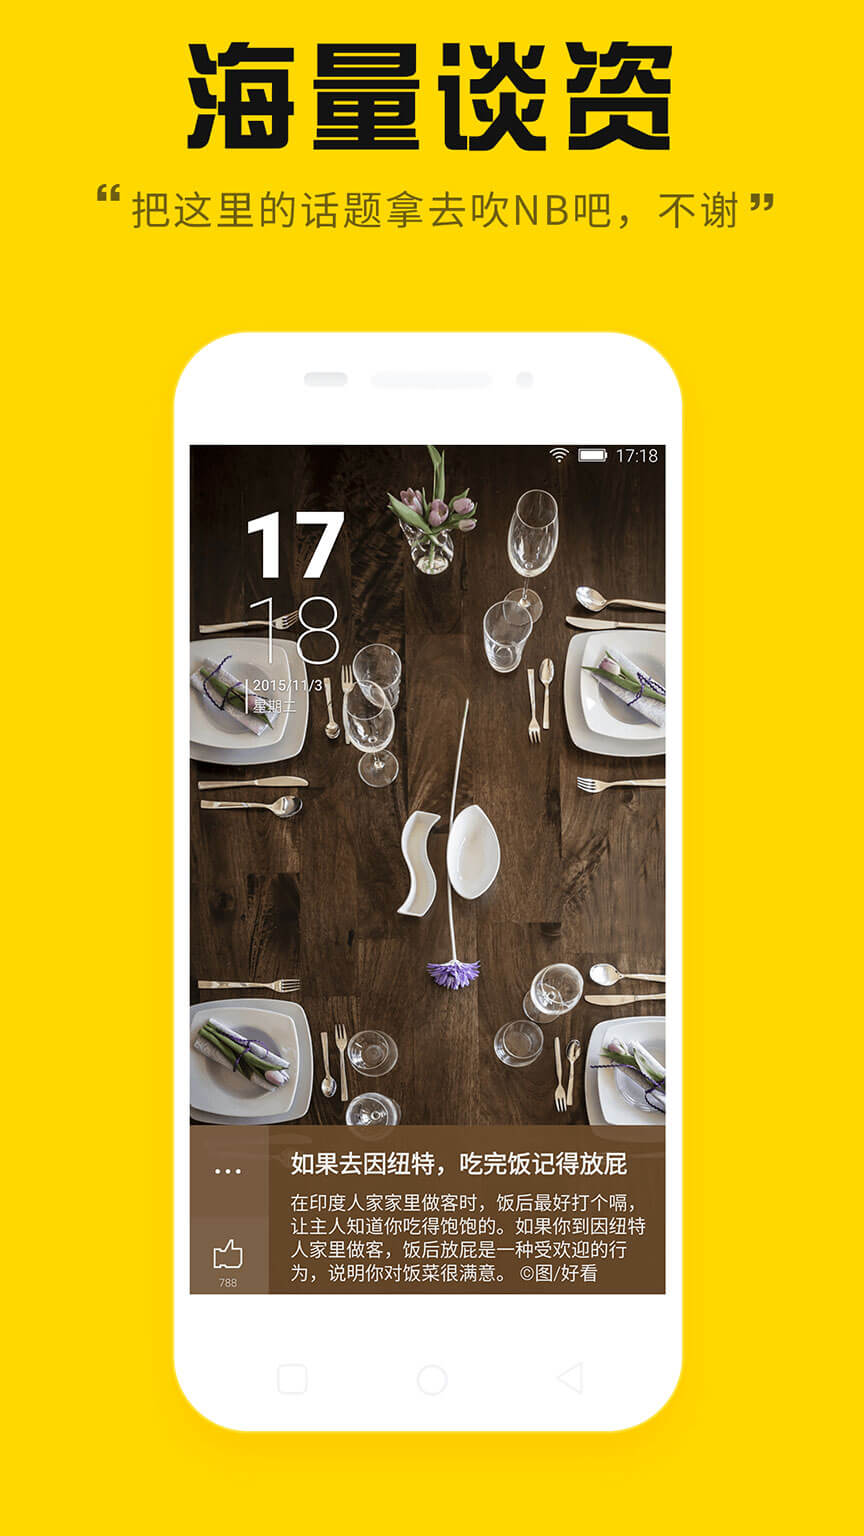 海量谈资
“把这里的话题拿去吹NB吧，不谢”
17:18
17
18
2015/11/3
星期二
如果去因纽特，吃完饭记得放屁
在印度人家家里做客时，饭后最好打个嗝，
让主人知道你吃得饱饱的。如果你到因纽特
人家里做客，饭后放屁是一种受欢迎的行
为，说明你对饭菜很满意。 ©图/好看
788